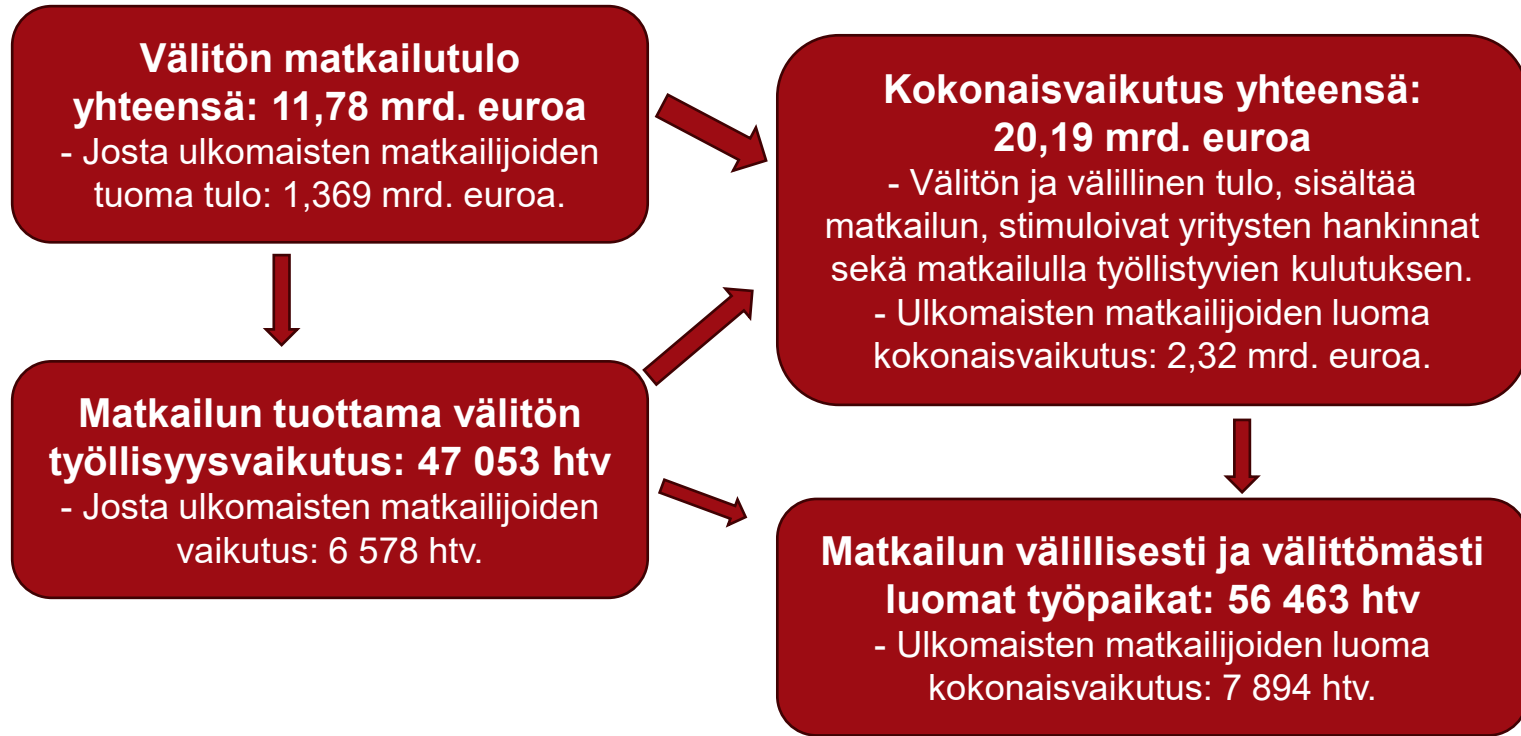 Välitön matkailutulo
yhteensä: 11,78 mrd. euroa
- Josta ulkomaisten matkailijoiden
tuoma tulo: 1,369 mrd. euroa.
Matkailun tuottama välitön
työllisyysvaikutus: 47 053 htv
- Josta ulkomaisten matkailijoiden
vaikutus: 6 578 htv.
Kokonaisvaikutus yhteensä:
20,19 mrd. euroa
- Välitön ja välillinen tulo, sisältää
matkailun, stimuloivat yritysten hankinnat
sekä matkailulla työllistyvien kulutuksen.
- Ulkomaisten matkailijoiden luoma
kokonaisvaikutus: 2,32 mrd. euroa.
Matkailun välillisesti ja välittömästi
luomat työpaikat: 56 463 htv
- Ulkomaisten matkailijoiden luoma
kokonaisvaikutus: 7 894 htv.